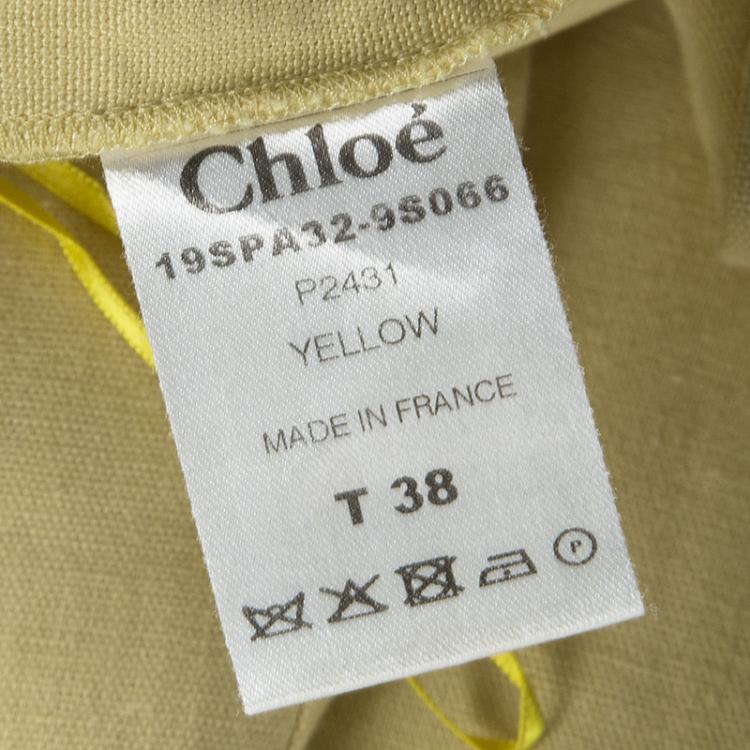 Chloé
19SPA32-9S066
P2431
YELLOW
MADE IN FRANCE
T 38
P